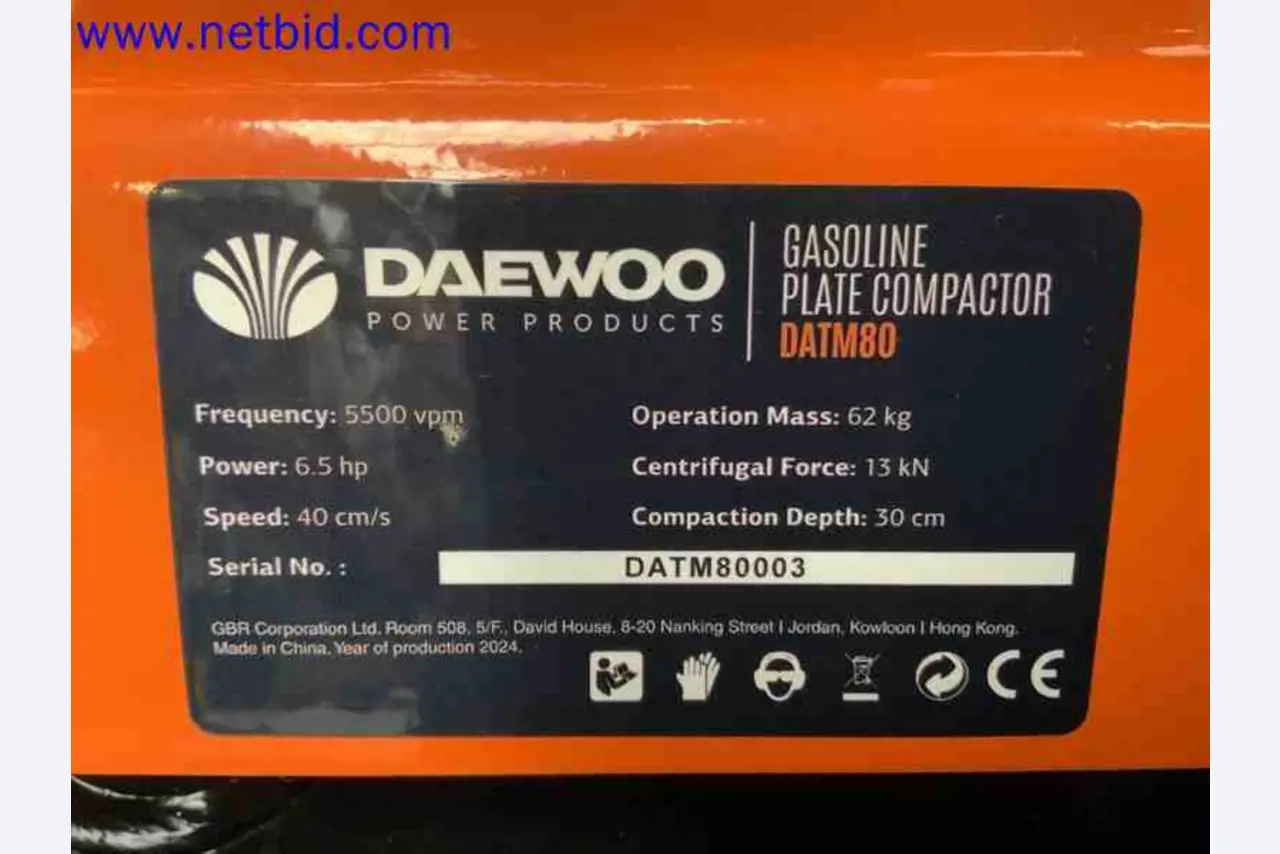 www.netbid.com
DAEWOO
POWER PRODUCTS
GASOLINE
PLATE COMPACTOR
DATM80
Frequency: 5500 vpm
Operation Mass: 62 kg
Power: 6.5 hp
Centrifugal Force: 13 kN
Speed: 40 cm/s
Compaction Depth: 30 cm
Serial No. : DATM80003
GBR Corporation Ltd. Room 508, 5/F., David House, 8-20 Nanking Street I Jordan, Kowloon I Hong Kong.
Made in China. Year of production 2024.
CE